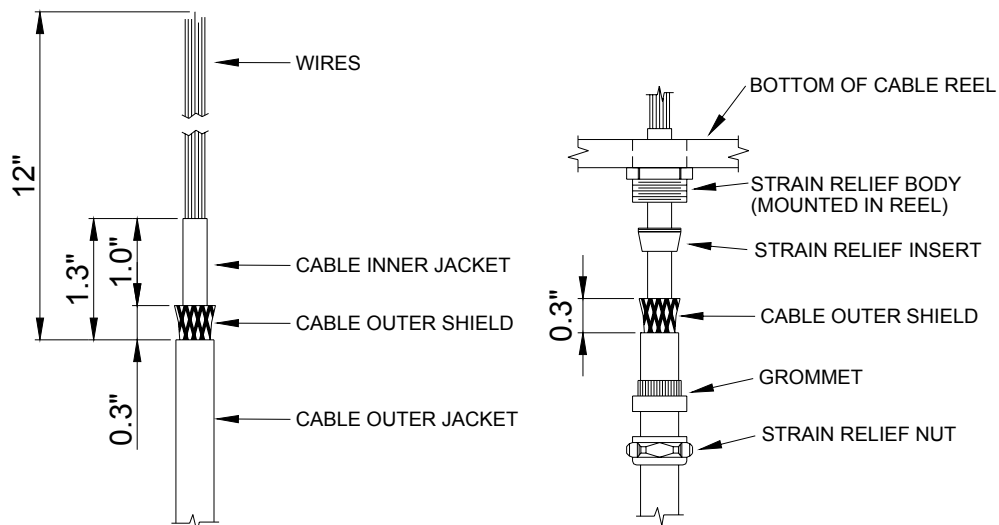 12"
1.3"
1.0"
0.3"
WIRES
CABLE INNER JACKET
CABLE OUTER SHIELD
CABLE OUTER JACKET
BOTTOM OF CABLE REEL
STRAIN RELIEF BODY
(MOUNTED IN REEL)
STRAIN RELIEF INSERT
0.3"
CABLE OUTER SHIELD
GROMMET
STRAIN RELIEF NUT